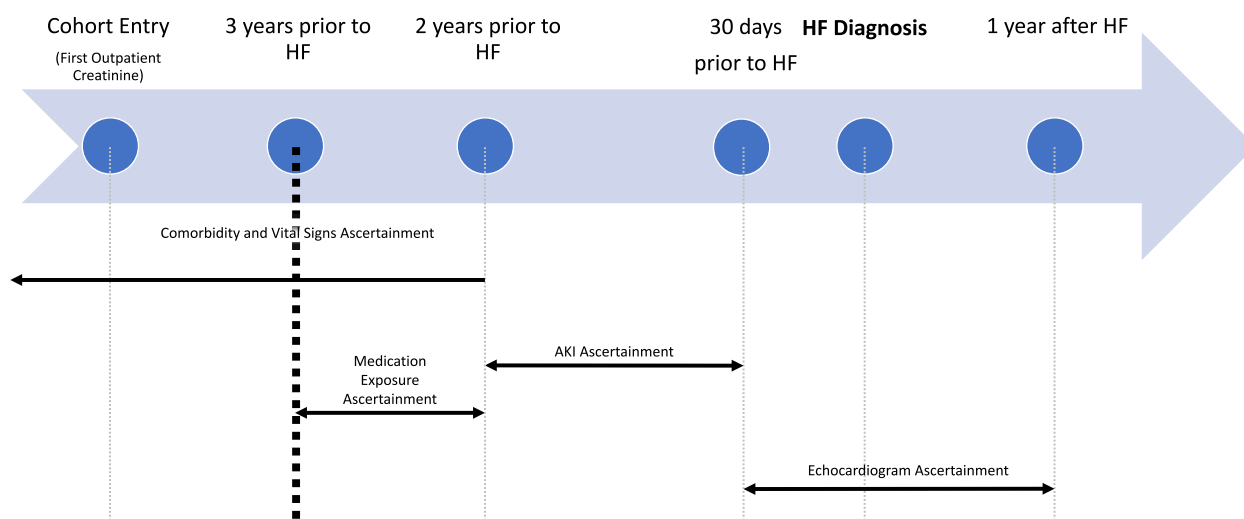 Cohort Entry
(First Outpatient
Creatinine)
3 years prior to
HF
2 years prior to
HF
30 days
prior to HF
HF Diagnosis
1 year after HF
Comorbidity and Vital Signs Ascertainment
AKI Ascertainment
Medication
Exposure
Ascertainment
Echocardiogram Ascertainment